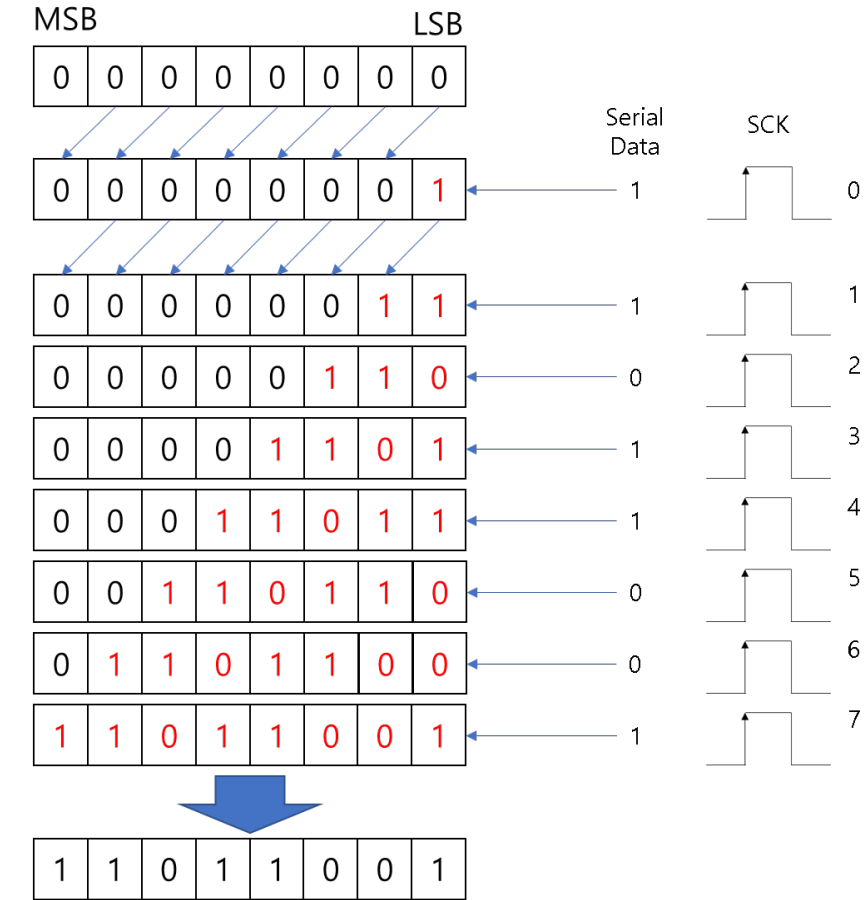 MSB LSB
0 0 0 0 0 0 0 0
Serial
Data
SCK
0 0 0 0 0 0 0 1 1 0
0 0 0 0 0 0 1 1 1 1
0 0 0 0 0 1 1 0 0 2
0 0 0 0 1 1 0 1 1 3
0 0 0 1 1 0 1 1 1 4
0 0 1 1 0 1 1 0 0 5
0 1 1 0 1 1 0 0 0 6
1 1 0 1 1 0 0 1 1 7
1 1 0 1 1 0 0 1